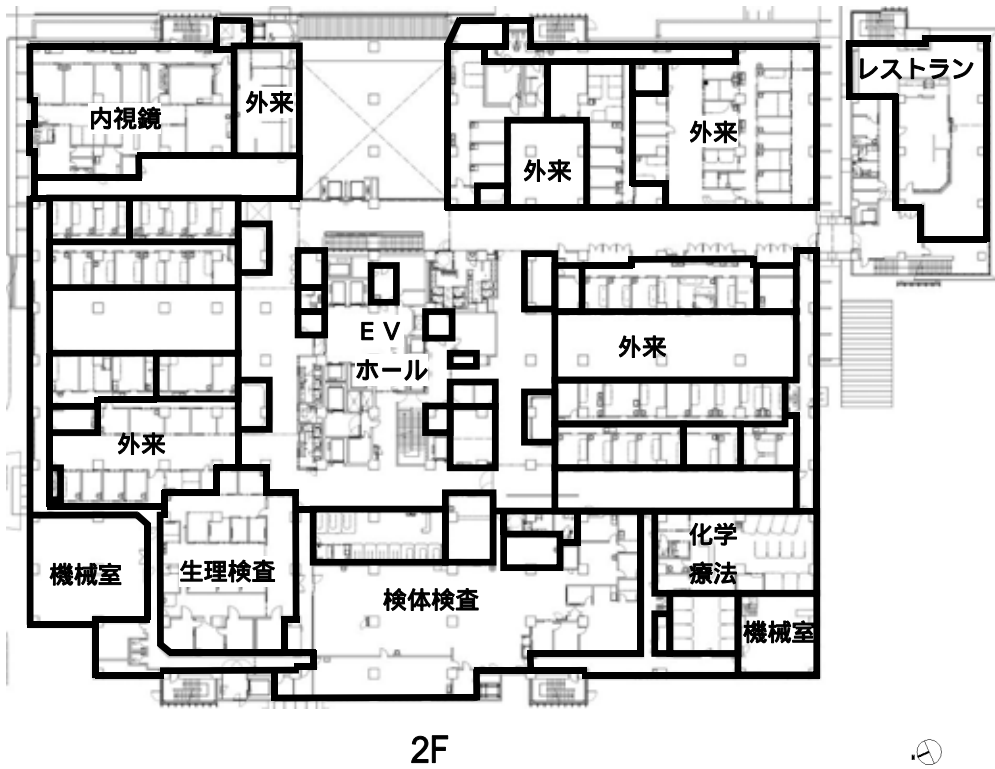 レストラン
内視鏡
外来
外来
外来
ＥＶ
ホール
外来
外来
化学
療法
機械室
生理検査
検体検査
機械室
2F